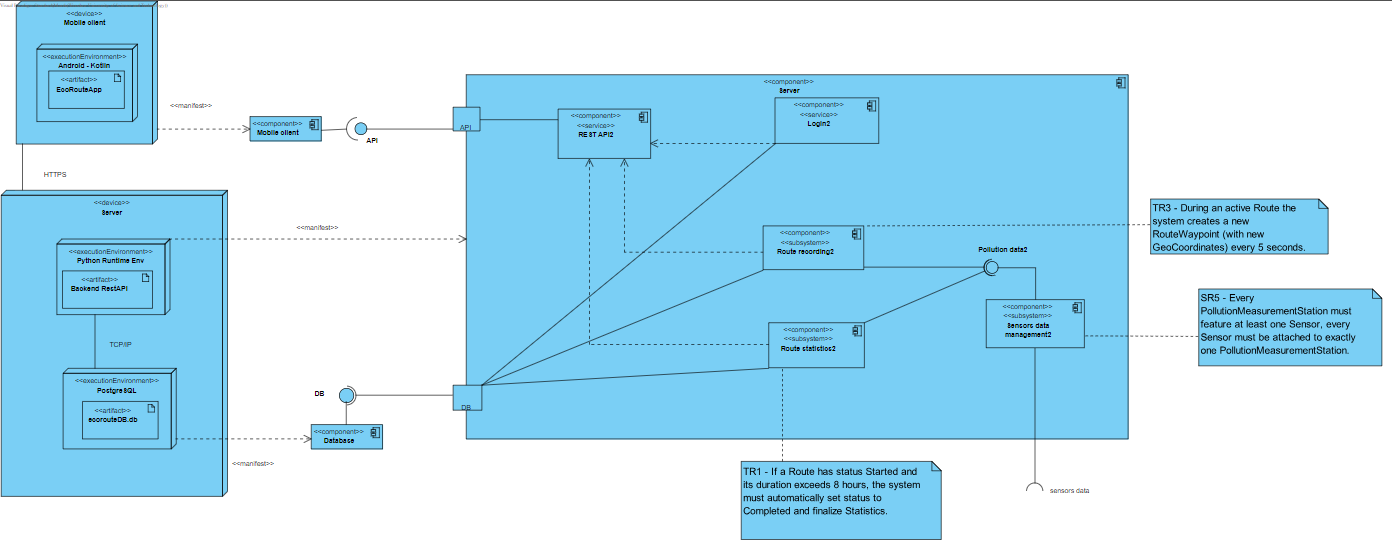 <<device>>
Mobile client
<<executionEnvironment>>
Android - Kotlin
<<artifact>>
EcoRouteApp
<<manifest>>
<<component>>
Mobile client
API
API
HTTPS
<<device>>
Server
<<executionEnvironment>>
Python Runtime Env
<<artifact>>
Backend RestAPI
TCP/IP
<<executionEnvironment>>
PostgreSQL
<<artifact>>
ecorouteDB.db
<<manifest>>
<<manifest>>
DB
<<component>>
Database
DB
<<component>>
Server
<<component>>
<<service>>
REST API2
<<component>>
<<service>>
Login2
<<component>>
<<subsystem>>
Route recording2
<<component>>
<<subsystem>>
Route statistics2
Pollution data2
<<component>>
<<subsystem>>
Sensors data
management2
sensors data
TR3 - During an active Route the
system creates a new
RouteWaypoint (with new
GeoCoordinates) every 5 seconds.
SR5 - Every
PollutionMeasurementStation must
feature at least one Sensor, every
Sensor must be attached to exactly
one PollutionMeasurementStation.
TR1 - If a Route has status Started and
its duration exceeds 8 hours, the system
must automatically set status to
Completed and finalize Statistics.